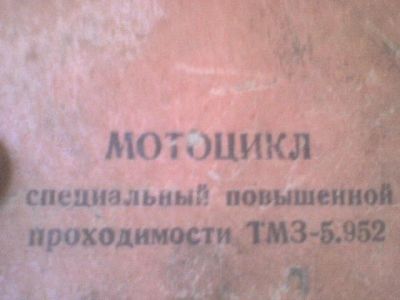 МОТОЦИКЛ
специальный повышенной
проходимости ТМЗ-5.952